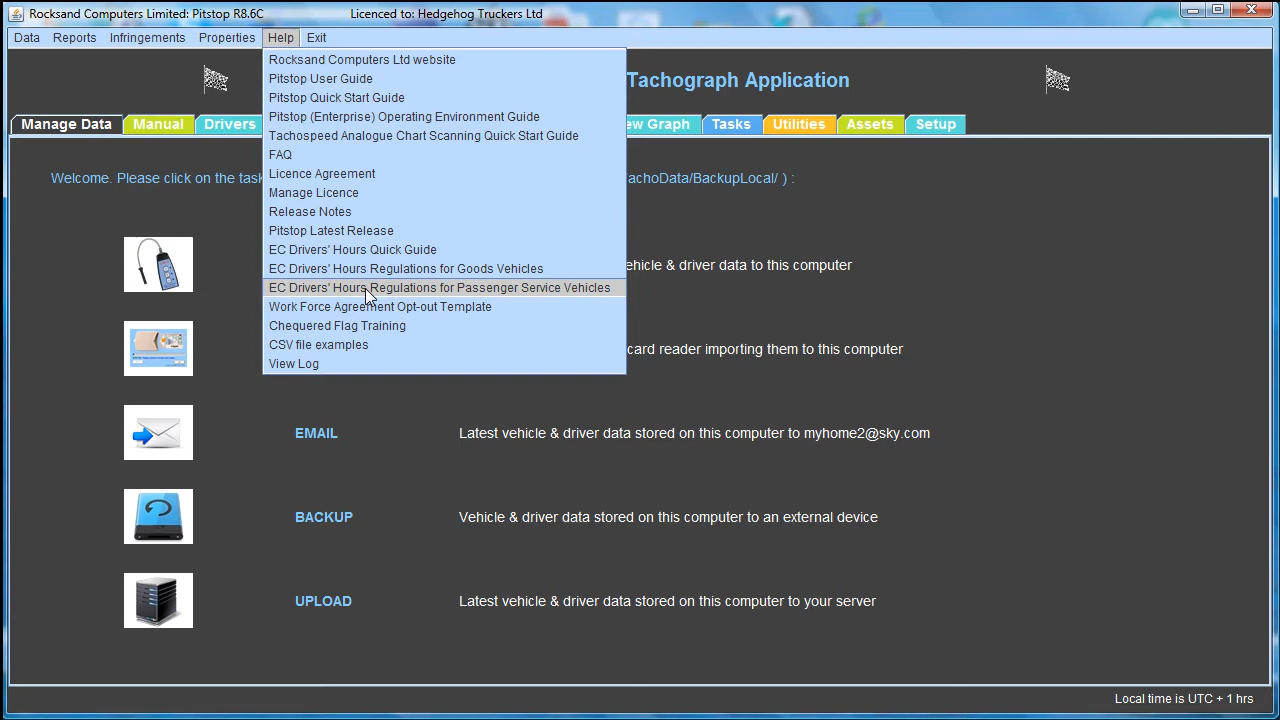 Rocksand Computers Limited: Pitstop R8.6C Licenced to: Hedgehog Truckers Ltd
Data Reports Infringements Properties Help Exit
Rocksand Computers Ltd website
Pitstop User Guide
Pitstop Quick Start Guide
Pitstop (Enterprise) Operating Environment Guide
Tachospeed Analogue Chart Scanning Quick Start Guide
FAQ
Licence Agreement
Manage Licence
Release Notes
Pitstop Latest Release
EC Drivers' Hours Quick Guide
EC Drivers' Hours Regulations for Goods Vehicles
EC Drivers' Hours Regulations for Passenger Service Vehicles
Work Force Agreement Opt-out Template
Chequered Flag Training
CSV file examples
View Log
Tachograph Application
Manage Data Manual Drivers ew Graph Tasks Utilities Assets Setup
Welcome. Please click on the task achoData/BackupLocal/ ) :
ehicle & driver data to this computer
card reader importing them to this computer
EMAIL Latest vehicle & driver data stored on this computer to myhome2@sky.com
BACKUP Vehicle & driver data stored on this computer to an external device
UPLOAD Latest vehicle & driver data stored on this computer to your server
Local time is UTC + 1 hrs